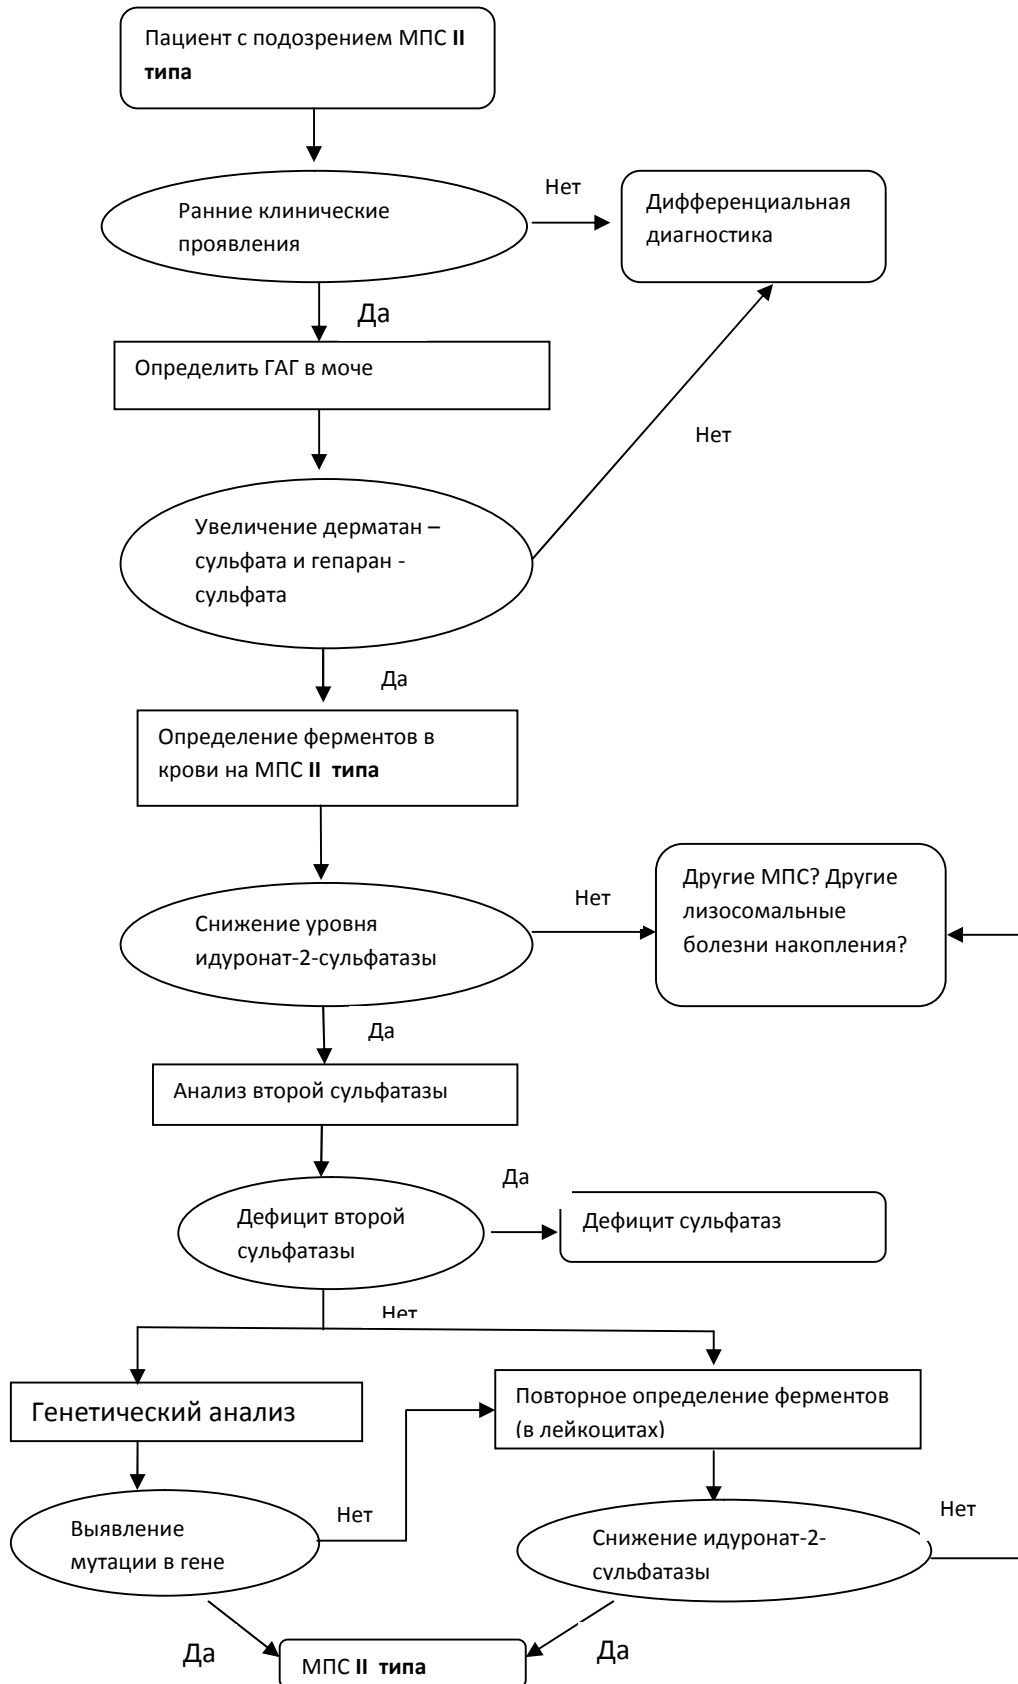 Пациент с подозрением МПС II
типа
Нет
Ранние клинические
проявления
Дифференциальная
диагностика
Да
Определить ГАГ в моче
Нет
Увеличение дерматан –
сульфата и гепаран -
сульфата
Да
Определение ферментов в
крови на МПС II типа
Нет
Другие МПС? Другие
лизосомальные
болезни накопления?
Снижение уровня
идуронат-2-сульфатазы
Да
Анализ второй сульфатазы
Да
Дефицит второй
сульфатазы
Дефицит сульфатаз
Нет
Генетический анализ
Повторное определение ферментов
(в лейкоцитах)
Нет
Нет
Выявление
мутации в гене
Снижение идуронат-2-
сульфатазы
Да
Да
МПС II типа